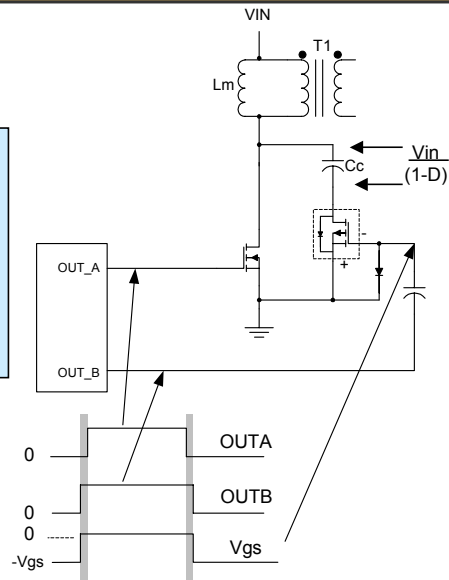 VIN
T1
Lm
Vin
(1-D)
Cc
-
+
OUT_A
OUT_B
OUTA
0
OUTB
0
0
Vgs
-Vgs